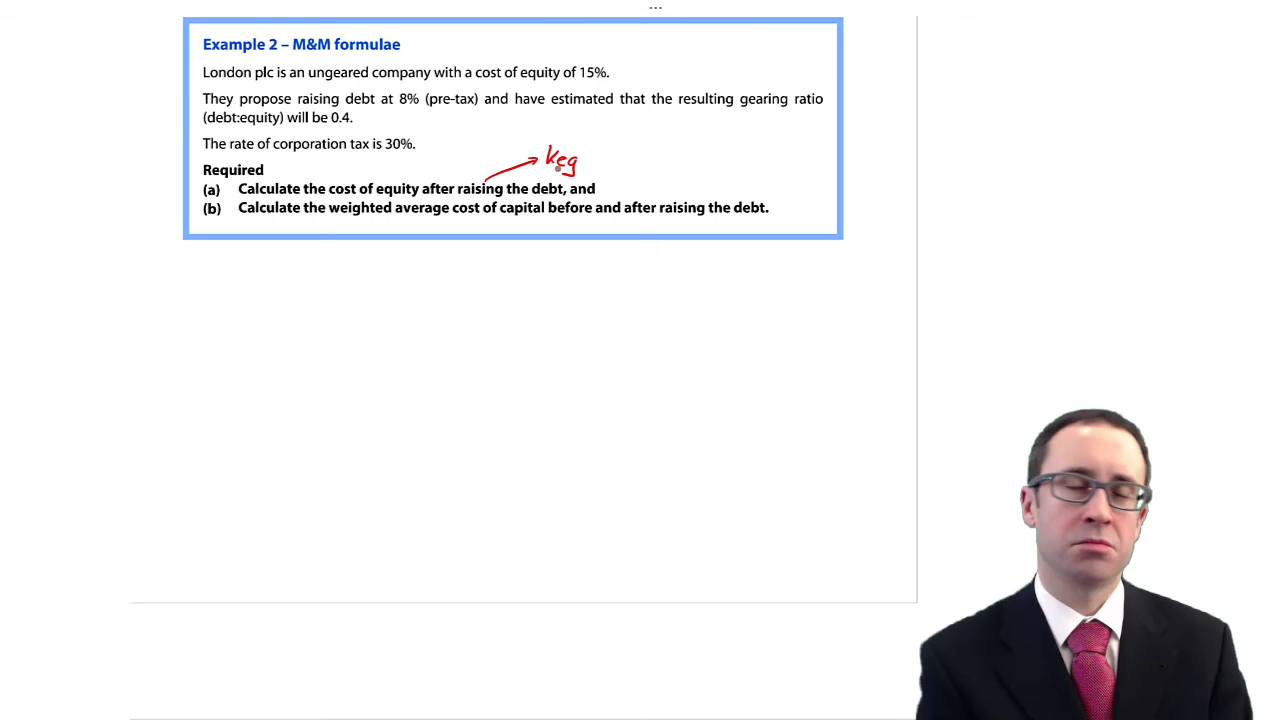 ...
Example 2 – M&M formulae
London plc is an ungeared company with a cost of equity of 15%.
They propose raising debt at 8% (pre-tax) and have estimated that the resulting gearing ratio
(debt:equity) will be 0.4.
The rate of corporation tax is 30%.
keg
Required
(a) Calculate the cost of equity after raising the debt, and
(b) Calculate the weighted average cost of capital before and after raising the debt.